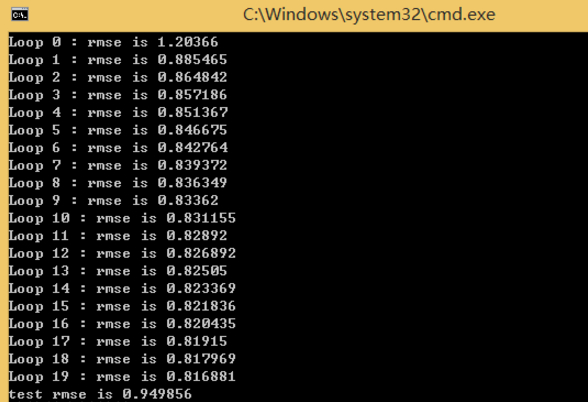 C:\Windows\system32\cmd.exe
Loop 0 : rmse is 1.20366
Loop 1 : rmse is 0.885465
Loop 2 : rmse is 0.864842
Loop 3 : rmse is 0.857186
Loop 4 : rmse is 0.851367
Loop 5 : rmse is 0.846675
Loop 6 : rmse is 0.842764
Loop 7 : rmse is 0.839372
Loop 8 : rmse is 0.836349
Loop 9 : rmse is 0.83362
Loop 10 : rmse is 0.831155
Loop 11 : rmse is 0.82892
Loop 12 : rmse is 0.826892
Loop 13 : rmse is 0.82505
Loop 14 : rmse is 0.823369
Loop 15 : rmse is 0.821836
Loop 16 : rmse is 0.820435
Loop 17 : rmse is 0.81915
Loop 18 : rmse is 0.817969
Loop 19 : rmse is 0.816881
test rmse is 0.949856